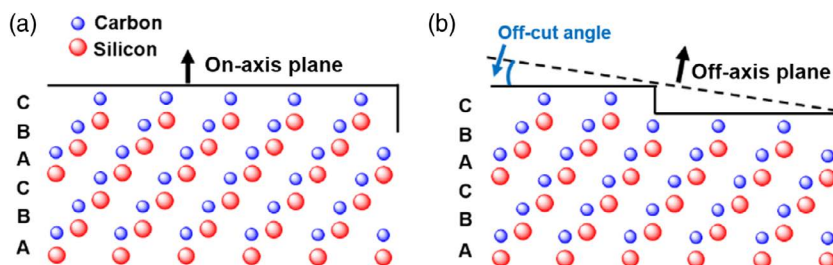 (a)
Carbon
Silicon
On-axis plane
C
B
A
C
B
A
(b)
Off-cut angle
Off-axis plane
C
B
A
C
B
A